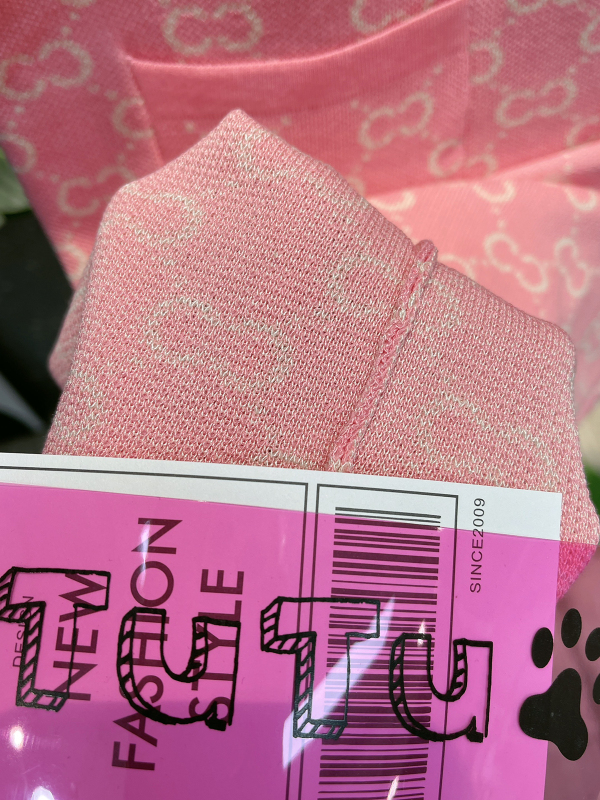 DESIGN
NEW
FASHION
STYLE
SINCE2009
TuTu